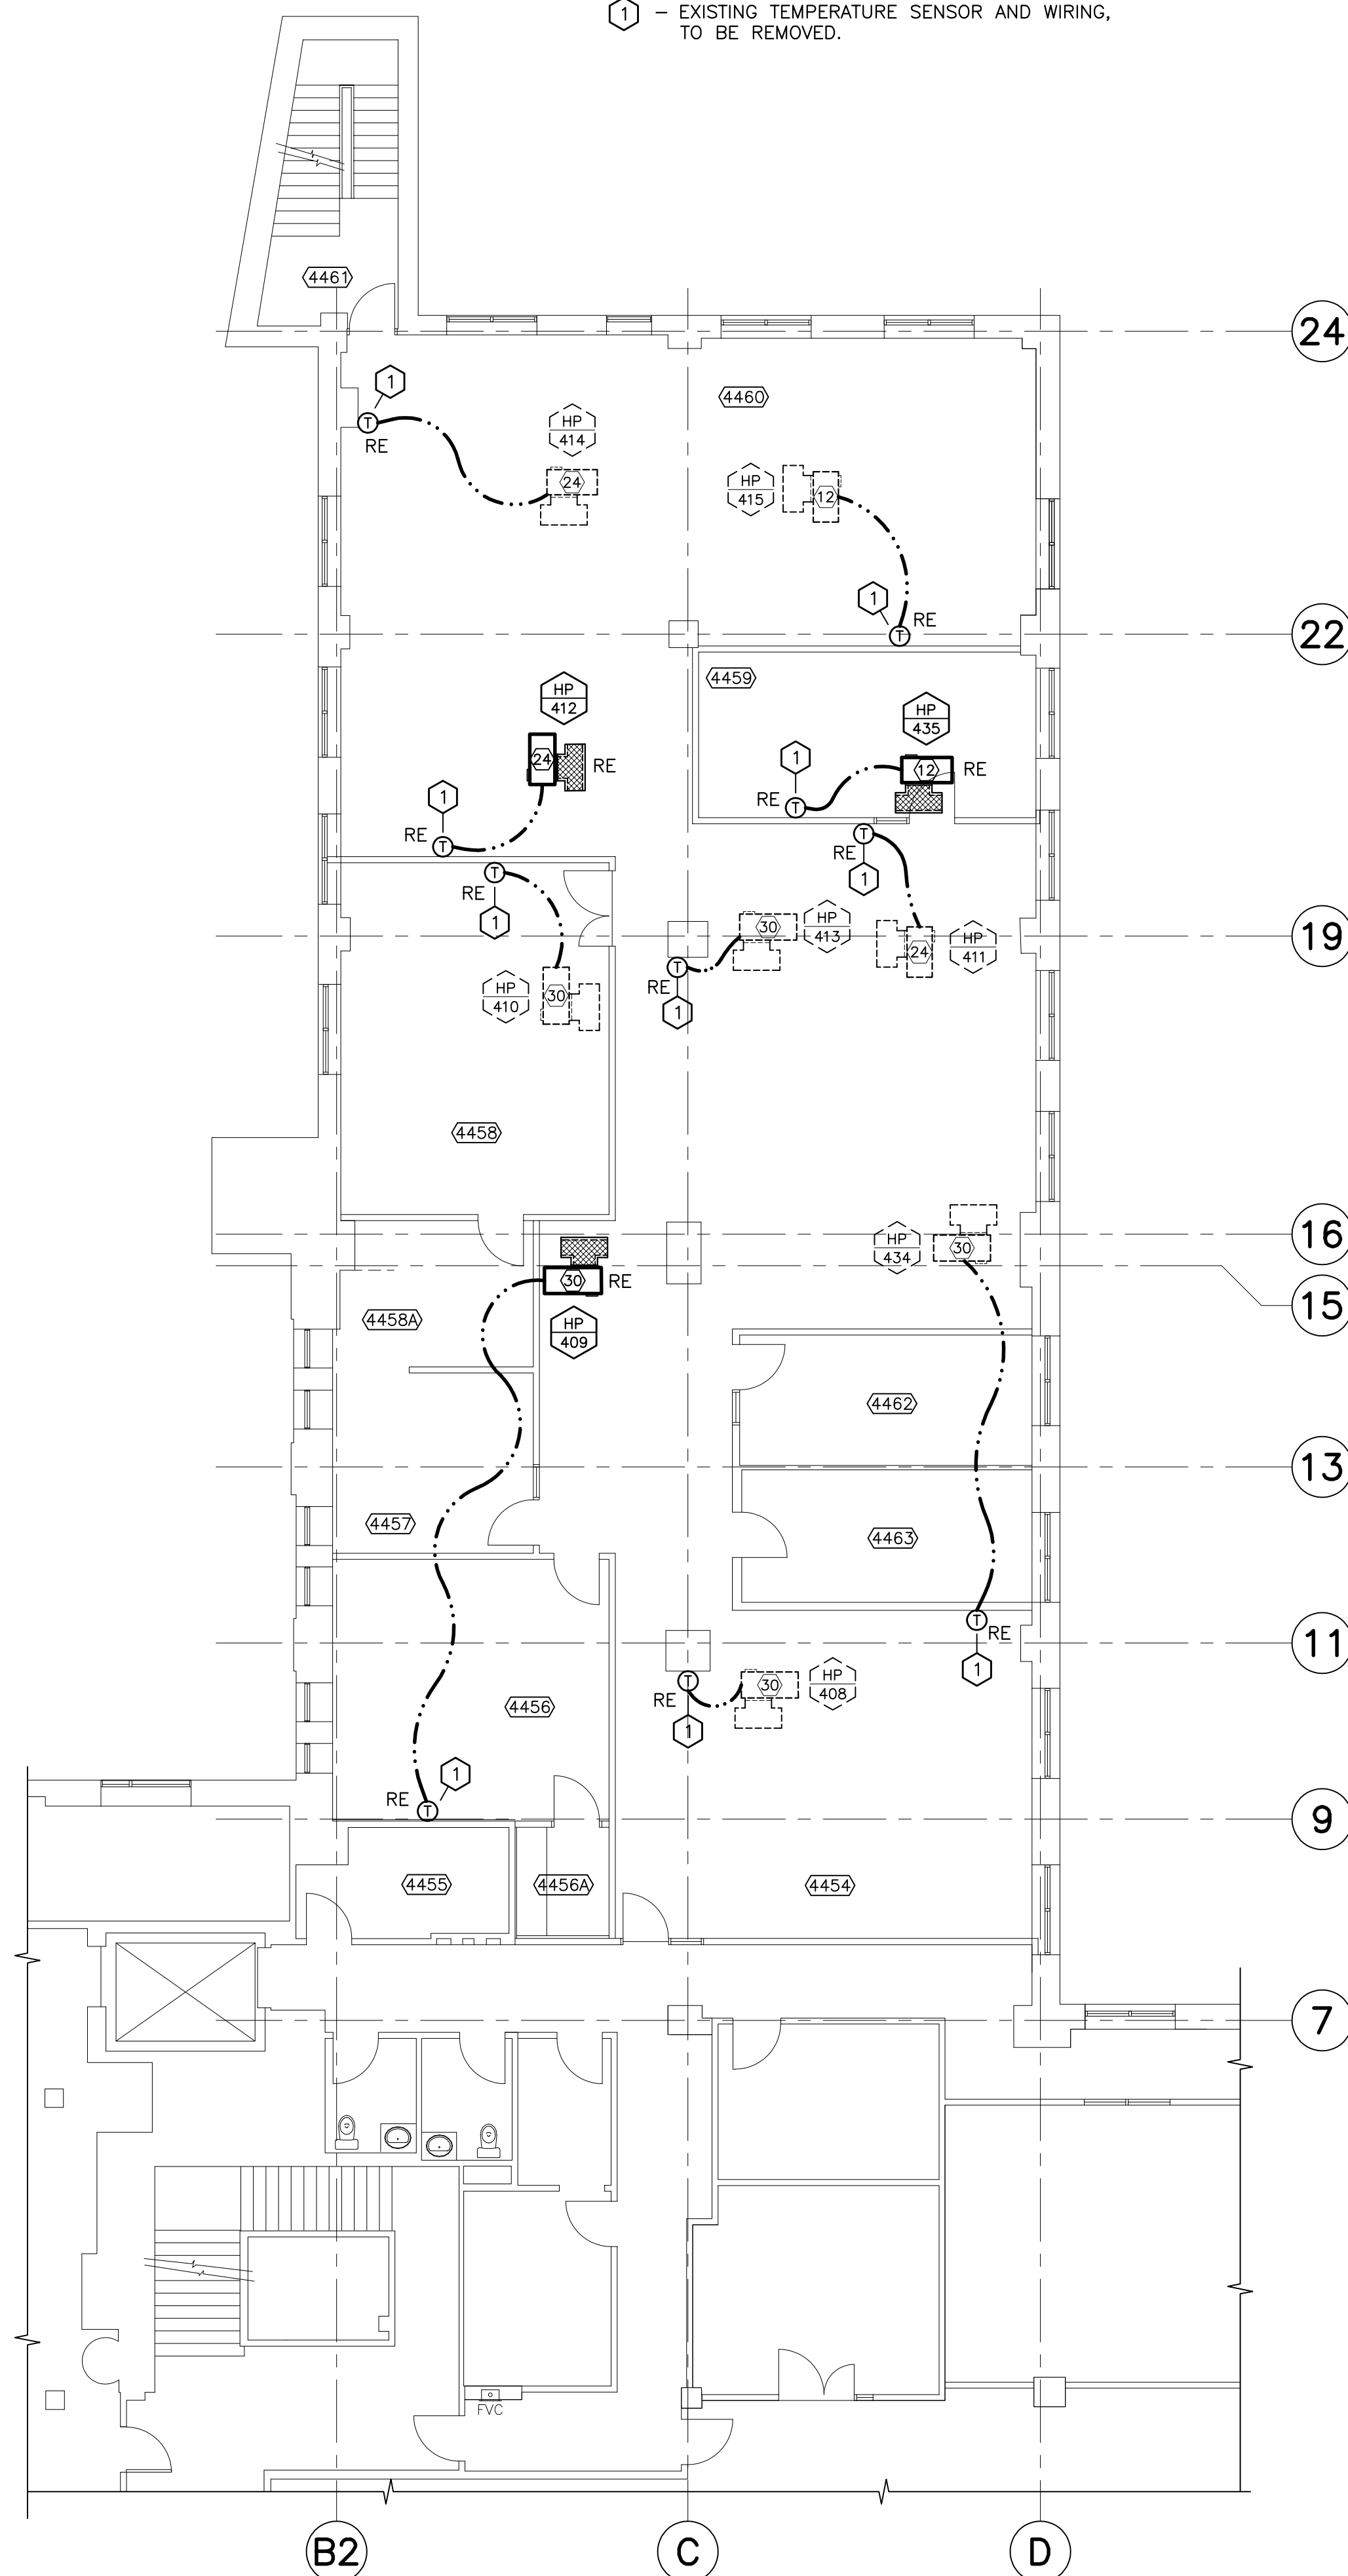 1 – EXISTING TEMPERATURE SENSOR AND WIRING,
TO BE REMOVED.
4461
24
1
4460
T
RE
HP
414
24
HP
415
12
1
RE
T
22
4459
HP
412
24
RE
HP
435
12
RE
1
RE
T
1
RE
T
T
RE
1
T
RE
1
HP
413
30
HP
411
24
19
T
RE
1
HP
410
30
4458
HP
434
30
16
30
RE
HP
409
15
4458A
4462
13
4457
4463
T
RE
1
11
4456
T
RE
1
30
HP
408
1
RE
T
9
4455
4456A
4454
7
FVC
B2
C
D